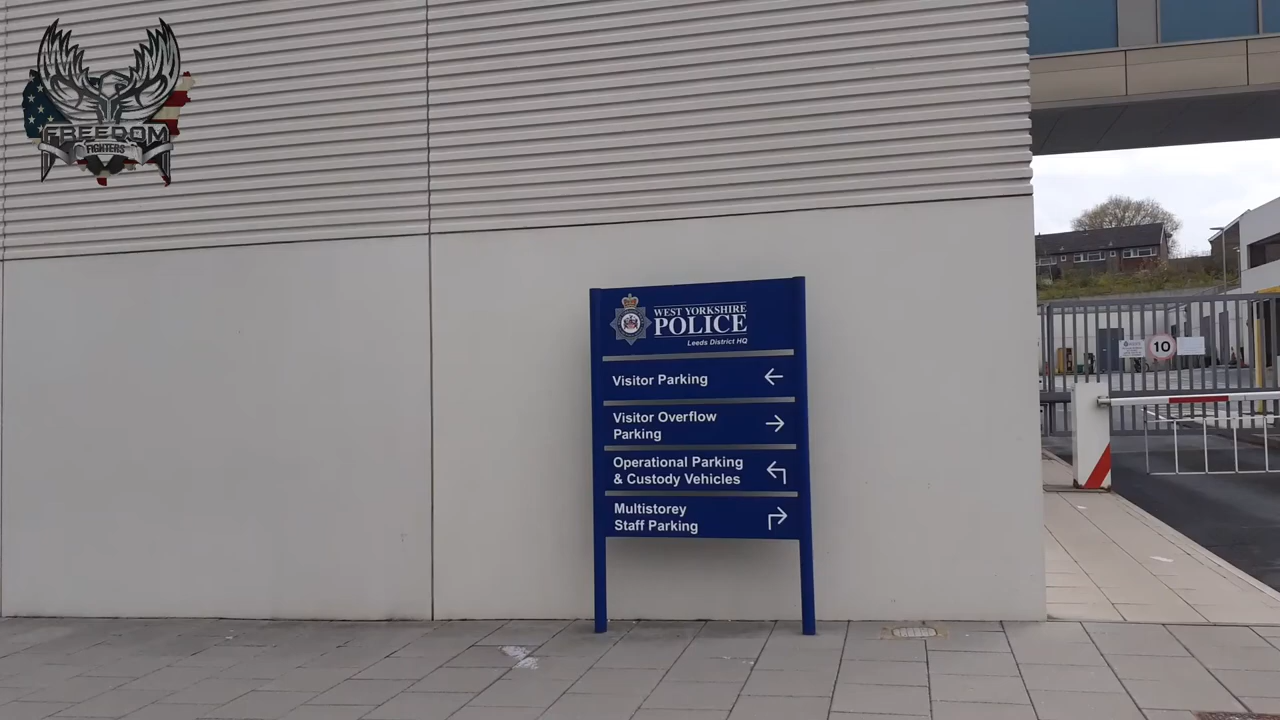 FREEDOM
FIGHTERS
WEST YORKSHIRE
POLICE
Leeds District HQ
Visitor Parking
Visitor Overflow
Parking
Operational Parking
& Custody Vehicles
Multistorey
Staff Parking
10